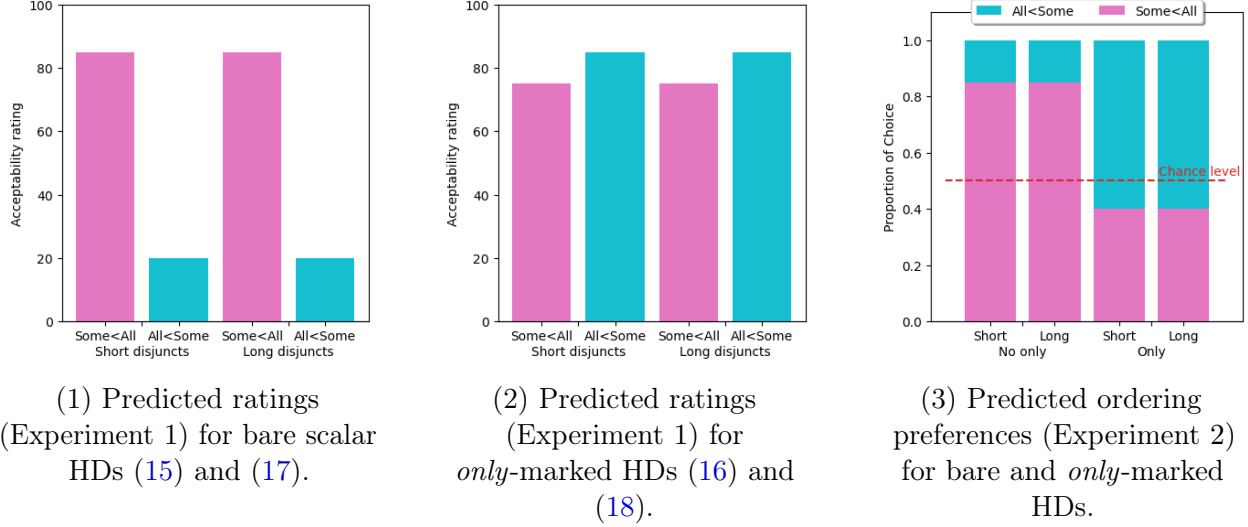 100
80
60
40
20
0
Acceptability rating
Some<All All<Some Some<All All<Some
Short disjuncts Long disjuncts
(1) Predicted ratings
(Experiment 1) for bare scalar
HDs (15) and (17).
100
80
60
40
20
0
Acceptability rating
Some<All All<Some Some<All All<Some
Short disjuncts Long disjuncts
(2) Predicted ratings
(Experiment 1) for
only-marked HDs (16) and
(18).
All<Some Some<All
1.0
0.8
0.6
0.4
0.2
0.0
Proportion of Choice
Chance level
Short Long Short Long
No only Only
(3) Predicted ordering
preferences (Experiment 2)
for bare and only-marked
HDs.